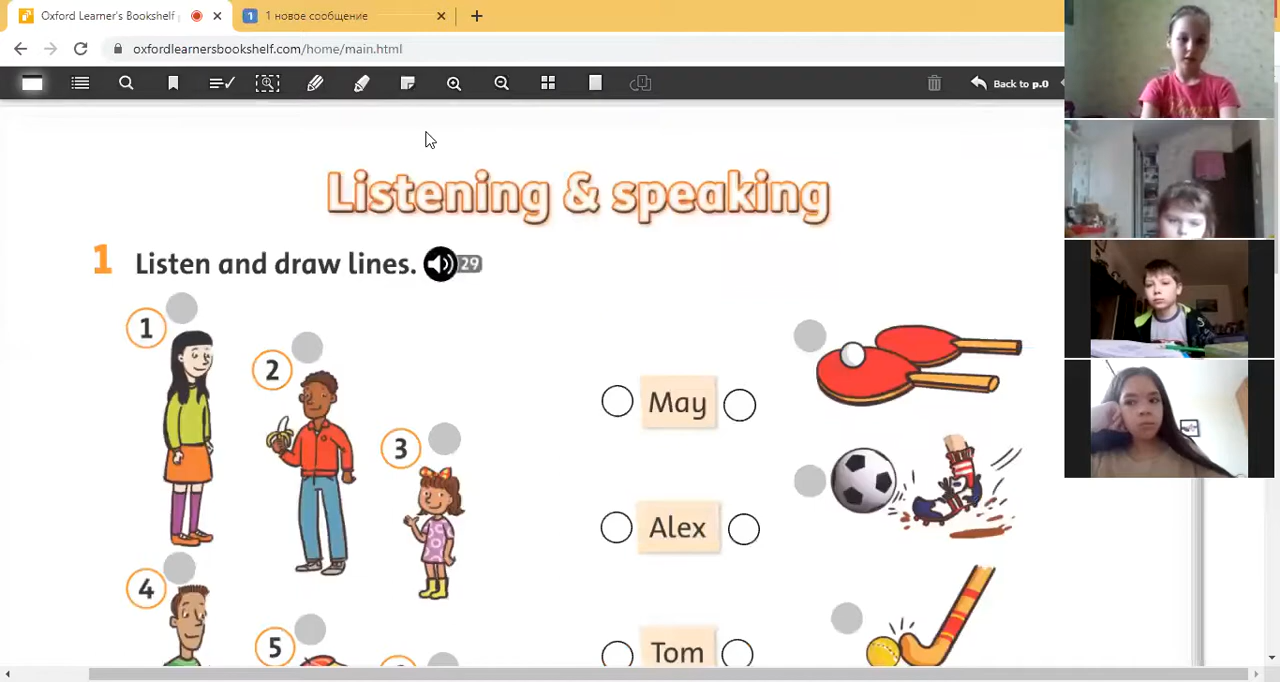 Oxford Learner's Bookshelf
1 1 новое сообщение
oxfordlearnersbookshelf.com/home/main.html
Back to p.0
Listening & speaking
1 Listen and draw lines. 29
1
2
3
May
Alex
4
5
Tom